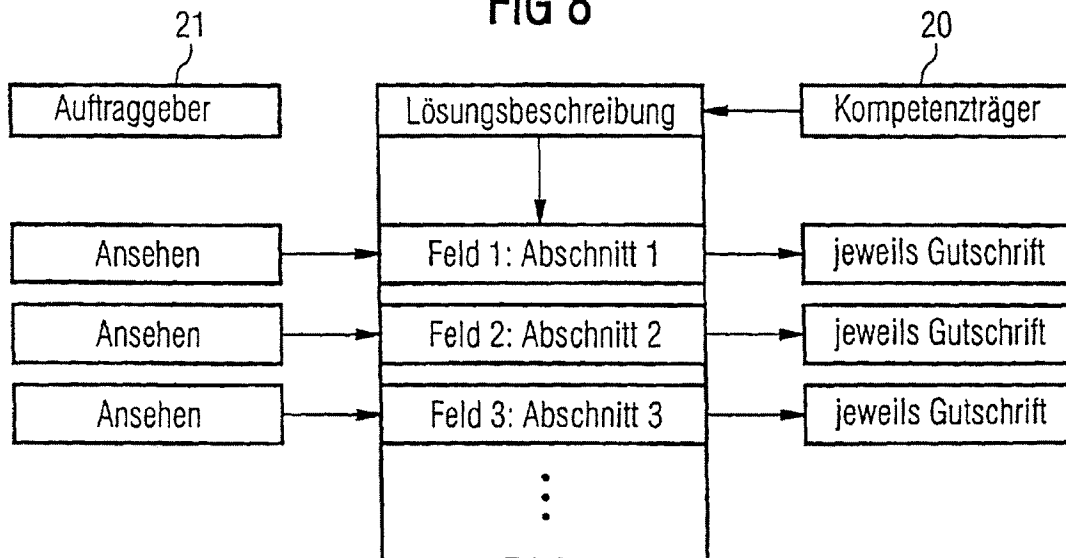 FIG 8
21
20
Auftraggeber
Lösungsbeschreibung
Kompetenzträger
Ansehen
Feld 1: Abschnitt 1
jeweils Gutschrift
Ansehen
Feld 2: Abschnitt 2
jeweils Gutschrift
Ansehen
Feld 3: Abschnitt 3
jeweils Gutschrift